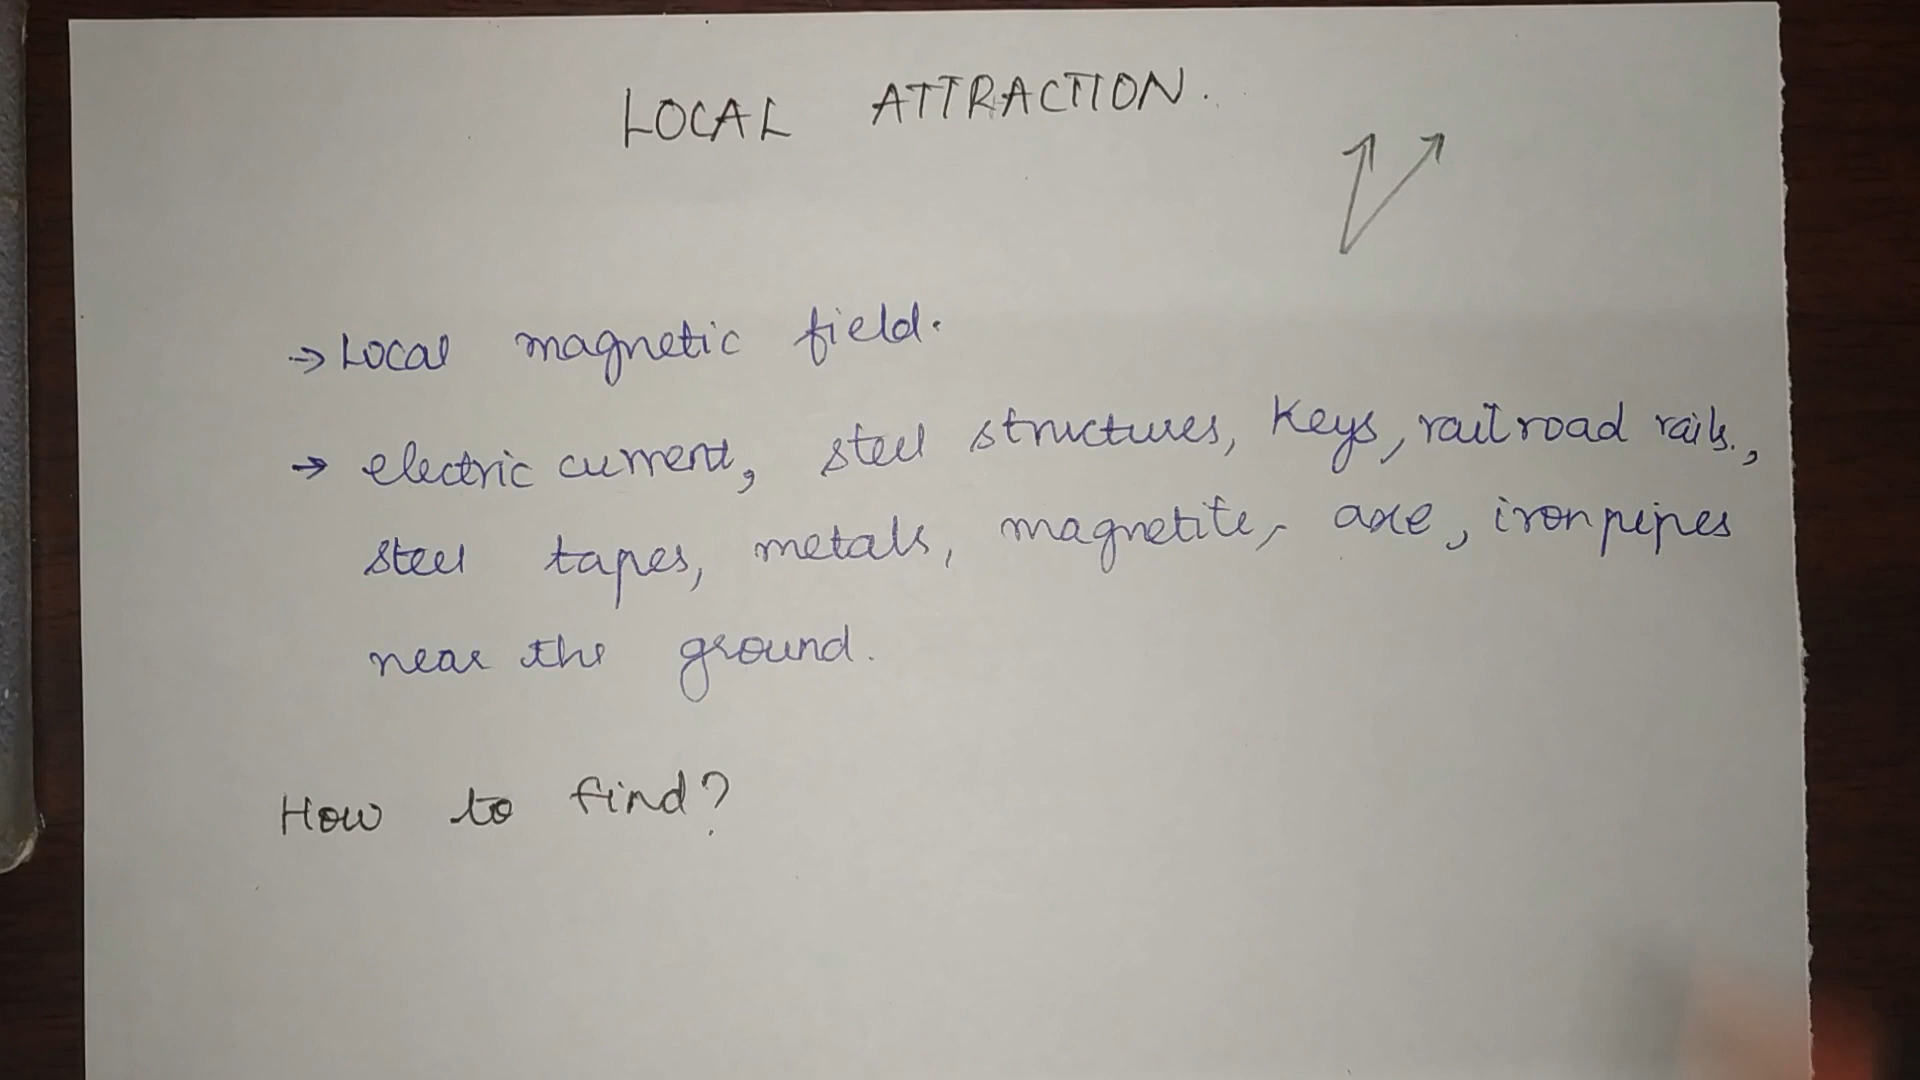 LOCAL ATTRACTION.
→ Local magnetic field.
→ electric current, steel structures, Keys, railroad rails.,
steel tapes, metals, magnetite, axe, iron pipes
near the ground.
How to find?